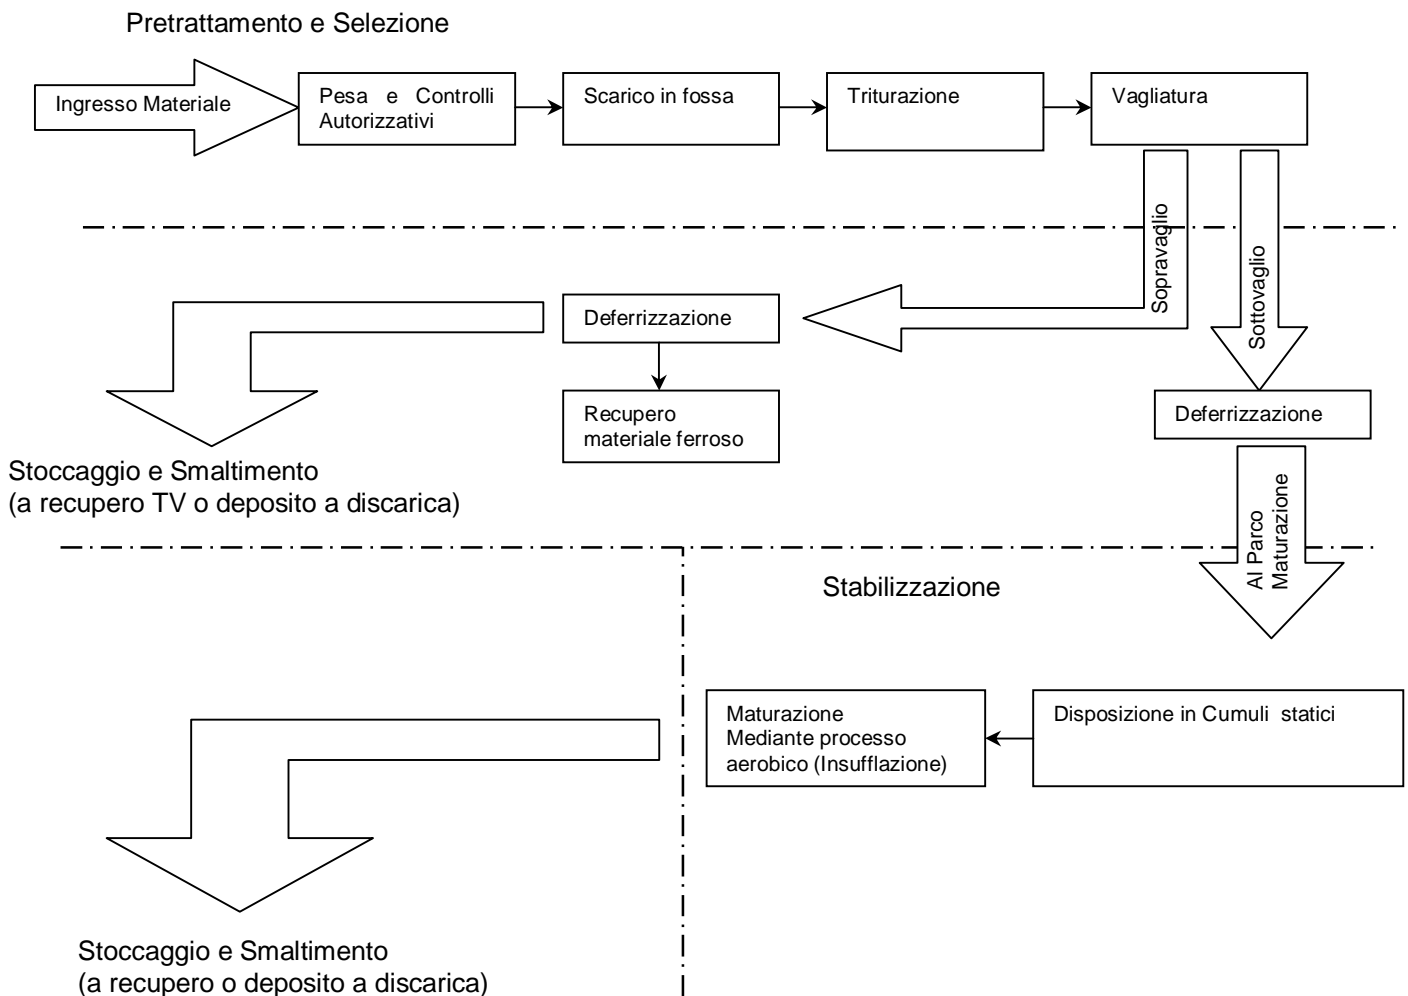 Pretrattamento e Selezione
Ingresso Materiale
Pesa e Controlli
Autorizzativi
Scarico in fossa
Triturazione
Vagliatura
Sopravaglio
Sottovaglio
Deferrizzazione
Recupero
materiale ferroso
Deferrizzazione
Stoccaggio e Smaltimento
(a recupero TV o deposito a discarica)
Al Parco
Maturazione
Stabilizzazione
Maturazione
Mediante processo
aerobico (Insufflazione)
Disposizione in Cumuli statici
Stoccaggio e Smaltimento
(a recupero o deposito a discarica)